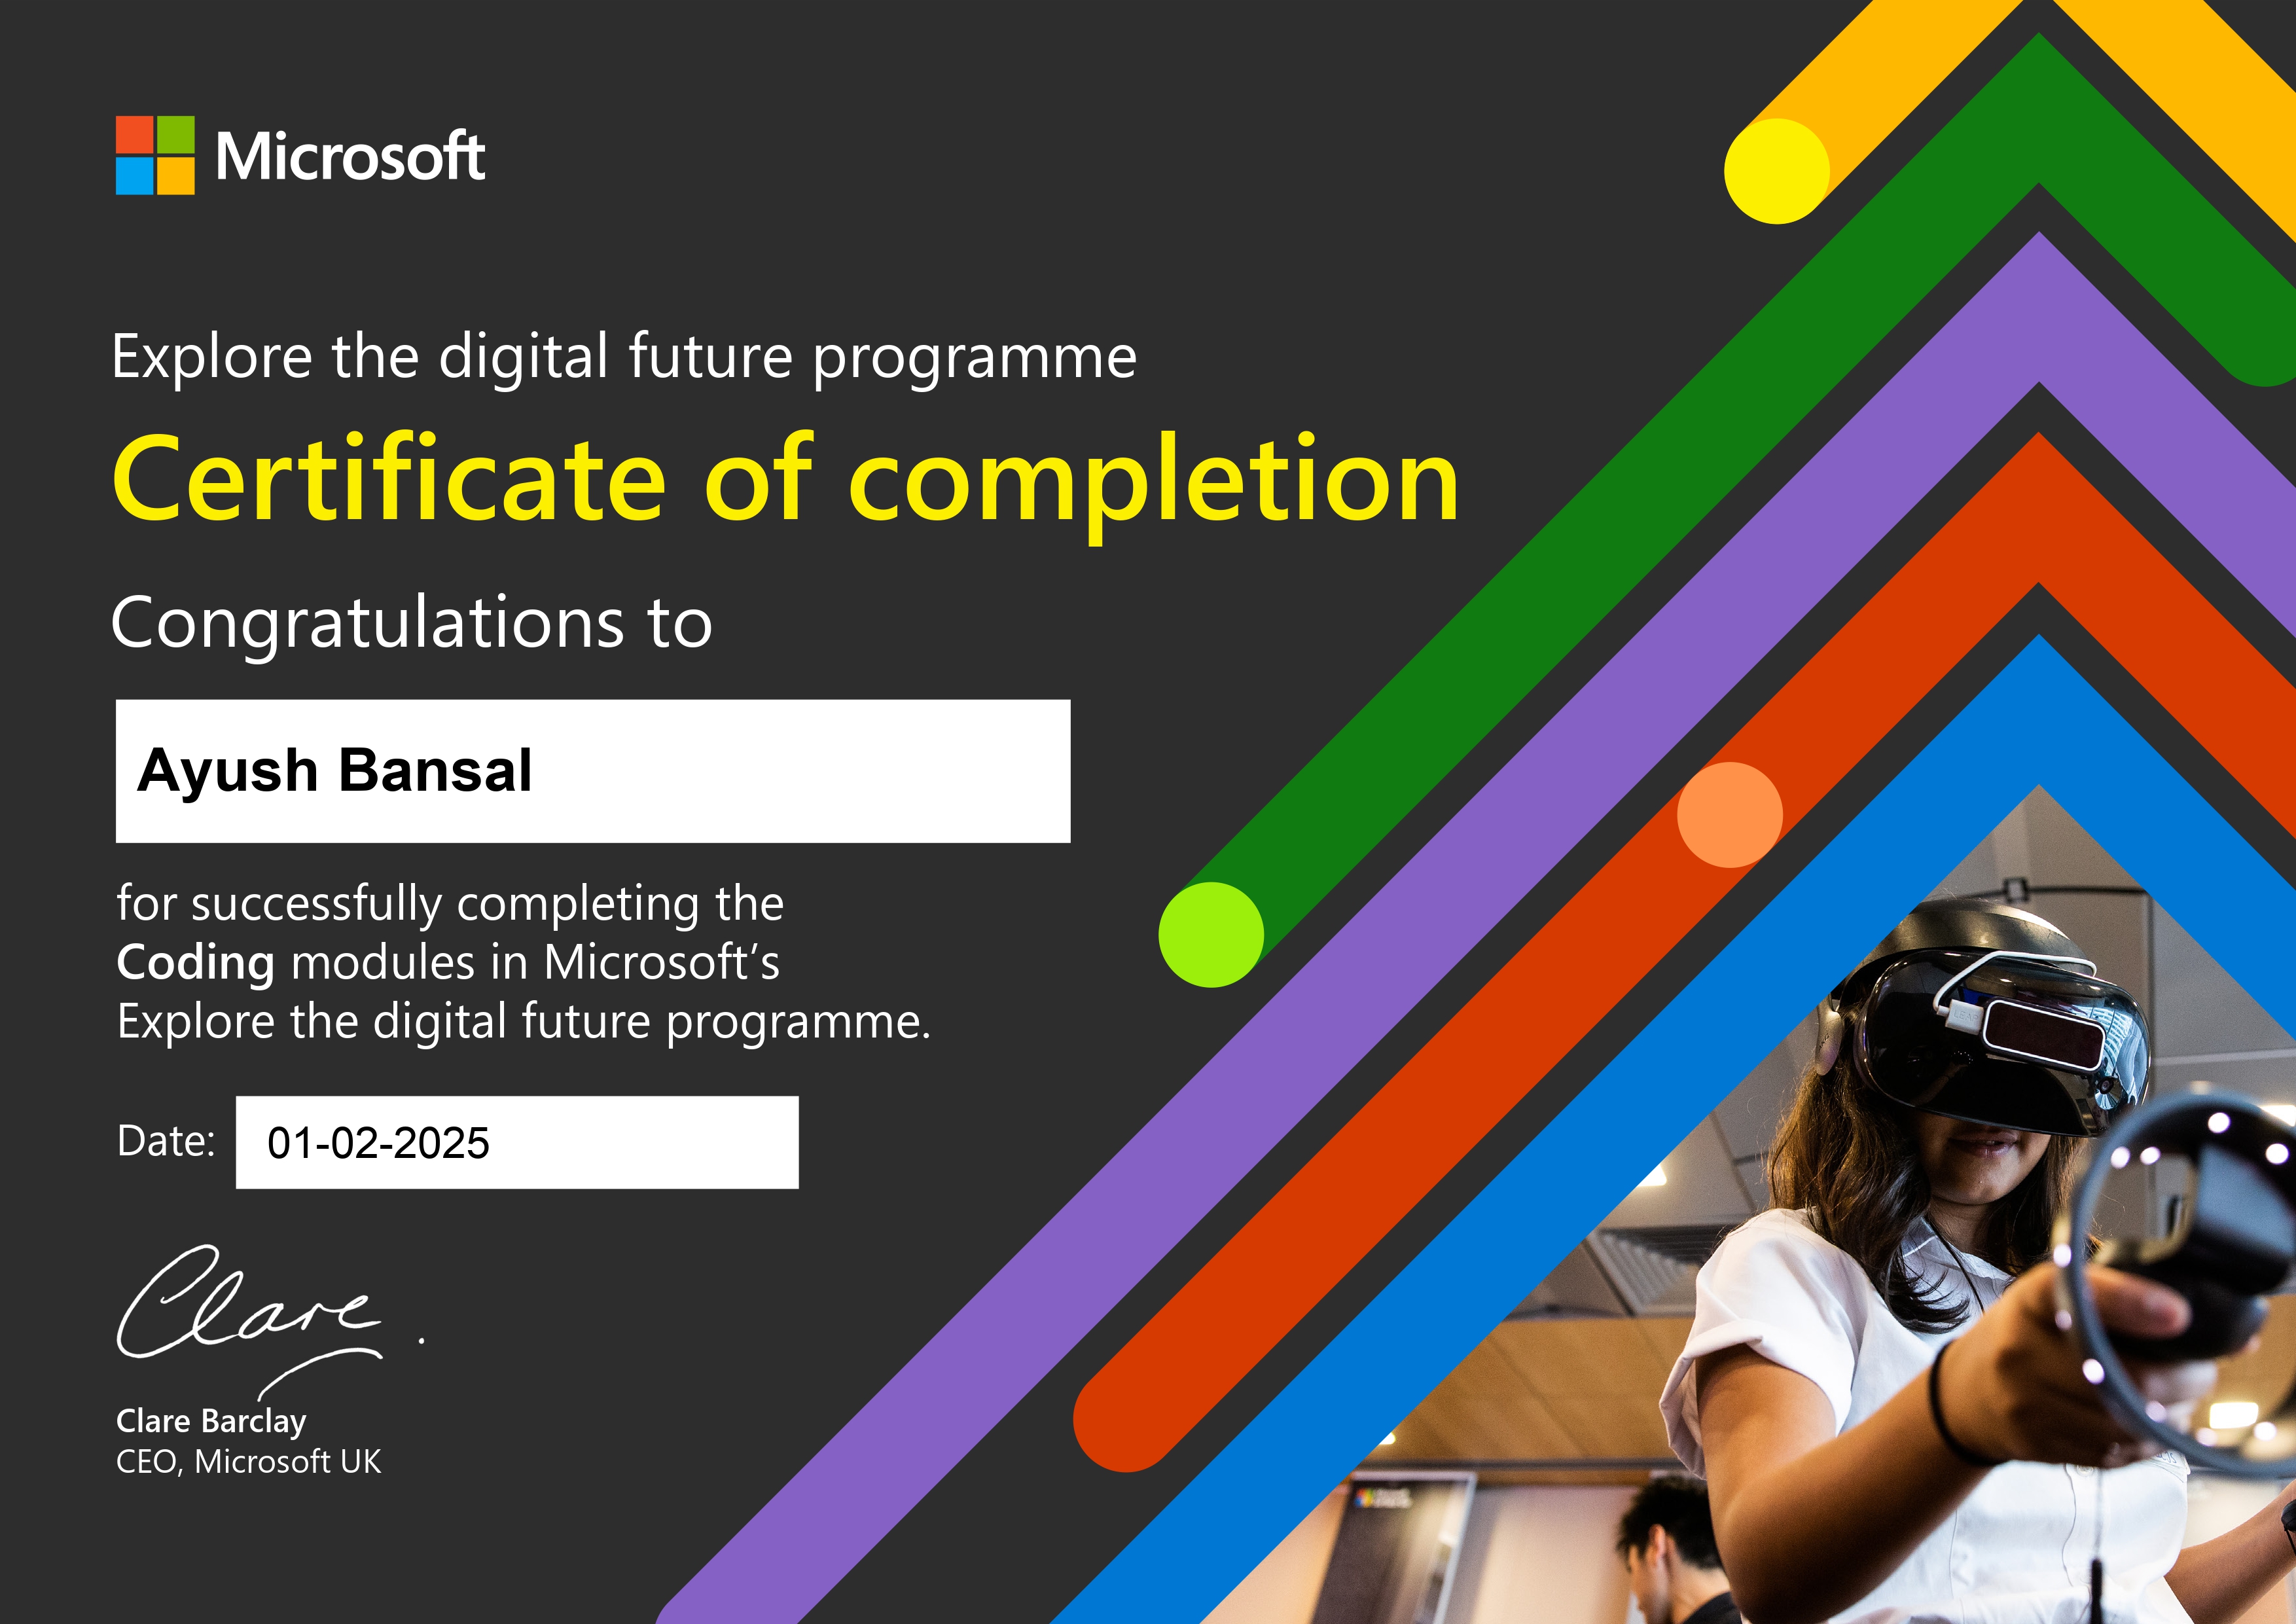 Microsoft
Explore the digital future programme
Certificate of completion
Congratulations to
Ayush Bansal
for successfully completing the
Coding modules in Microsoft’s
Explore the digital future programme.
Date: 01-02-2025
Clare
Clare Barclay
CEO, Microsoft UK